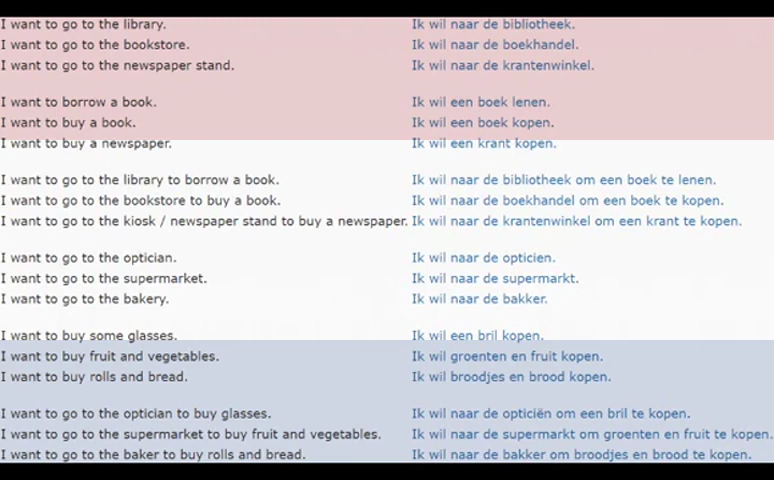 I want to go to the library. Ik wil naar de bibliotheek.
I want to go to the bookstore. Ik wil naar de boekhandel.
I want to go to the newspaper stand. Ik wil naar de krantenwinkel.
I want to borrow a book. Ik wil een boek lenen.
I want to buy a book. Ik wil een boek kopen.
I want to buy a newspaper. Ik wil een krant kopen.
I want to go to the library to borrow a book. Ik wil naar de bibliotheek om een boek te lenen.
I want to go to the bookstore to buy a book. Ik wil naar de boekhandel om een boek te kopen.
I want to go to the kiosk / newspaper stand to buy a newspaper. Ik wil naar de krantenwinkel om een krant te kopen.
I want to go to the optician. Ik wil naar de opticien.
I want to go to the supermarket. Ik wil naar de supermarkt.
I want to go to the bakery. Ik wil naar de bakker.
I want to buy some glasses. Ik wil een bril kopen.
I want to buy fruit and vegetables. Ik wil groenten en fruit kopen.
I want to buy rolls and bread. Ik wil broodjes en brood kopen.
I want to go to the optician to buy glasses. Ik wil naar de opticiën om een bril te kopen.
I want to go to the supermarket to buy fruit and vegetables. Ik wil naar de supermarkt om groenten en fruit te kopen.
I want to go to the baker to buy rolls and bread. Ik wil naar de bakker om broodjes en brood te kopen.